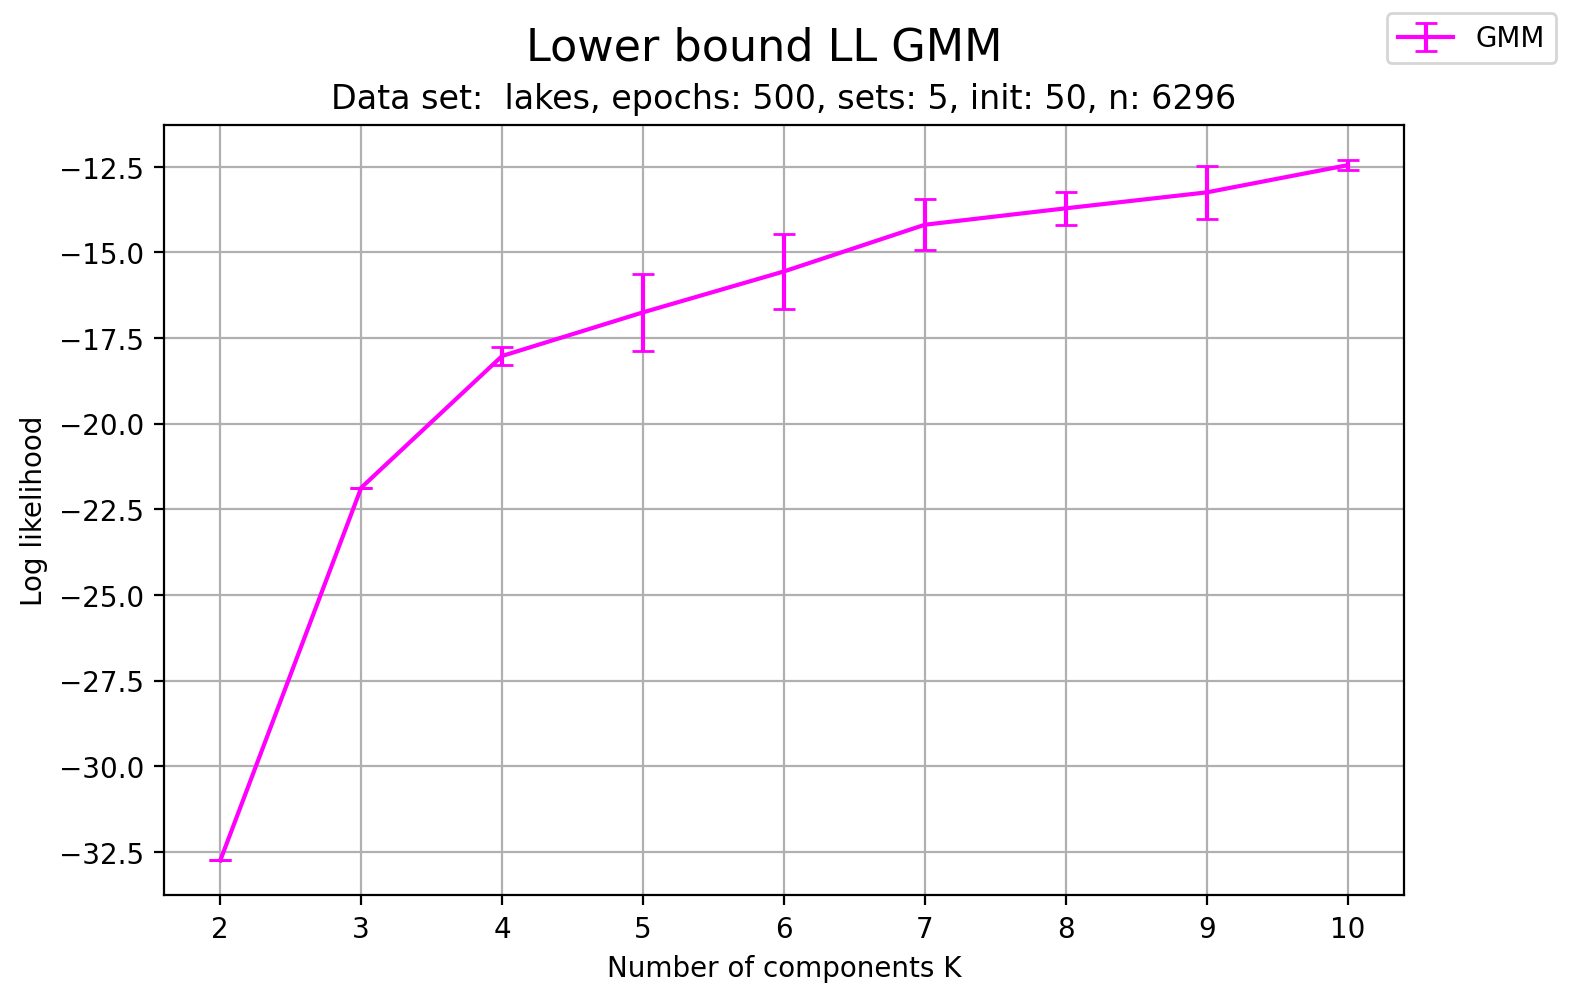 Lower bound LL GMM
GMM
Data set:  lakes, epochs: 500, sets: 5, init: 50, n: 6296
−12.5
−15.0
−17.5
−20.0
−22.5
−25.0
−27.5
−30.0
−32.5
Log likelihood
2 3 4 5 6 7 8 9 10
Number of components K